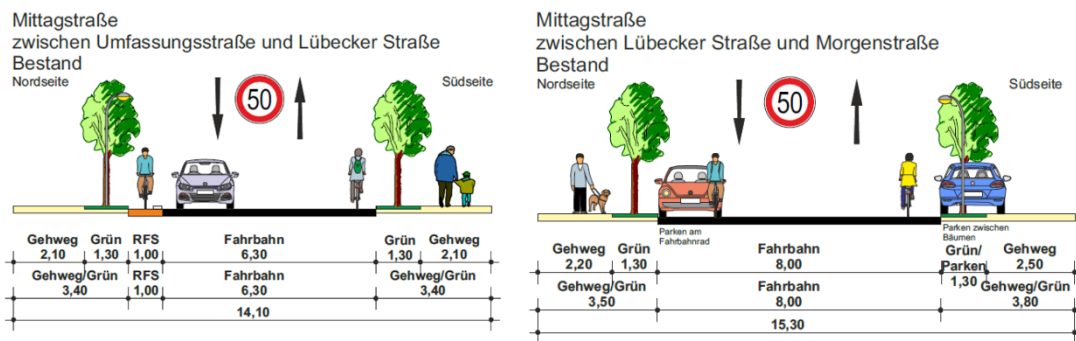 Mittagstraße
zwischen Umfassungsstraße und Lübecker Straße
Bestand
Nordseite
Südseite
50
Gehweg Grün RFS Fahrbahn Grün Gehweg
2,10 1,30 1,00 6,30 1,30 2,10
Gehweg/Grün RFS Fahrbahn Gehweg/Grün
3,40 1,00 6,30 3,40
14,10
Mittagstraße
zwischen Lübecker Straße und Morgenstraße
Bestand
Nordseite
Südseite
50
Parken am
Fahrbahnrad
Parken zwischen
Bäumen
Gehweg Grün Fahrbahn Grün/
Parken Gehweg
2,20 1,30 8,00 1,30 2,50
Gehweg/Grün Fahrbahn Gehweg/Grün
3,50 8,00 3,80
15,30